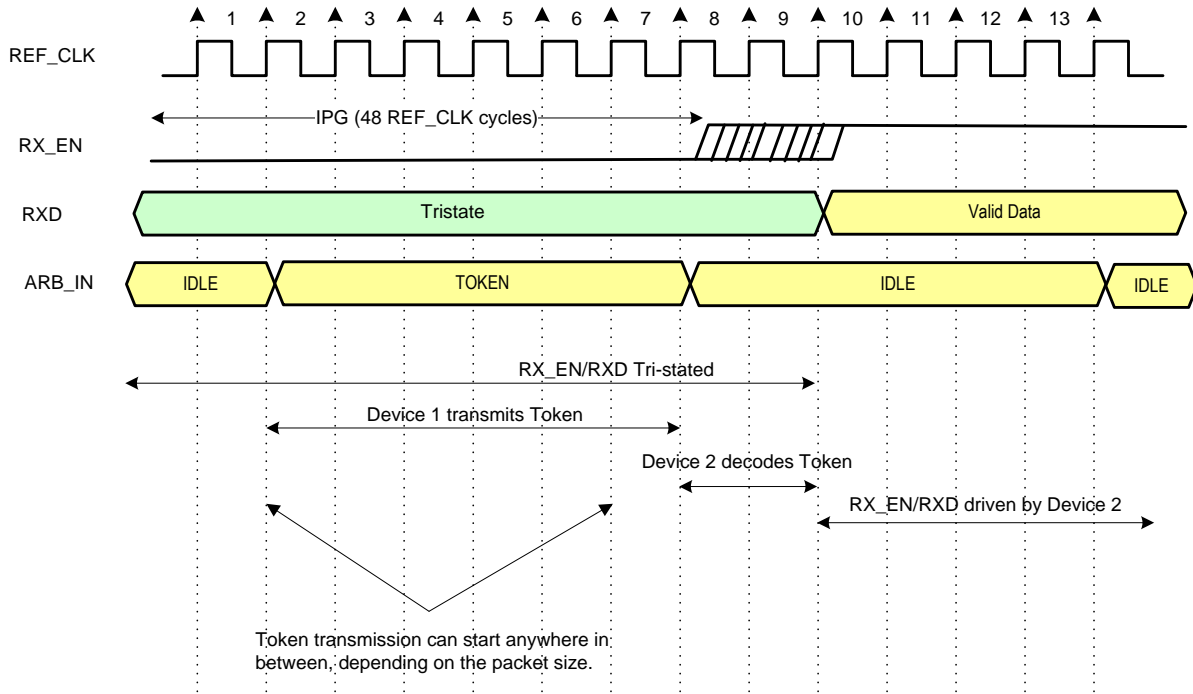 1 2 3 4 5 6 7 8 9 10 11 12 13
REF_CLK
IPG (48 REF_CLK cycles)
RX_EN
RXD
Tristate
Valid Data
ARB_IN
IDLE
TOKEN
IDLE
IDLE
RX_EN/RXD Tri-stated
Device 1 transmits Token
Device 2 decodes Token
RX_EN/RXD driven by Device 2
Token transmission can start anywhere in
between, depending on the packet size.